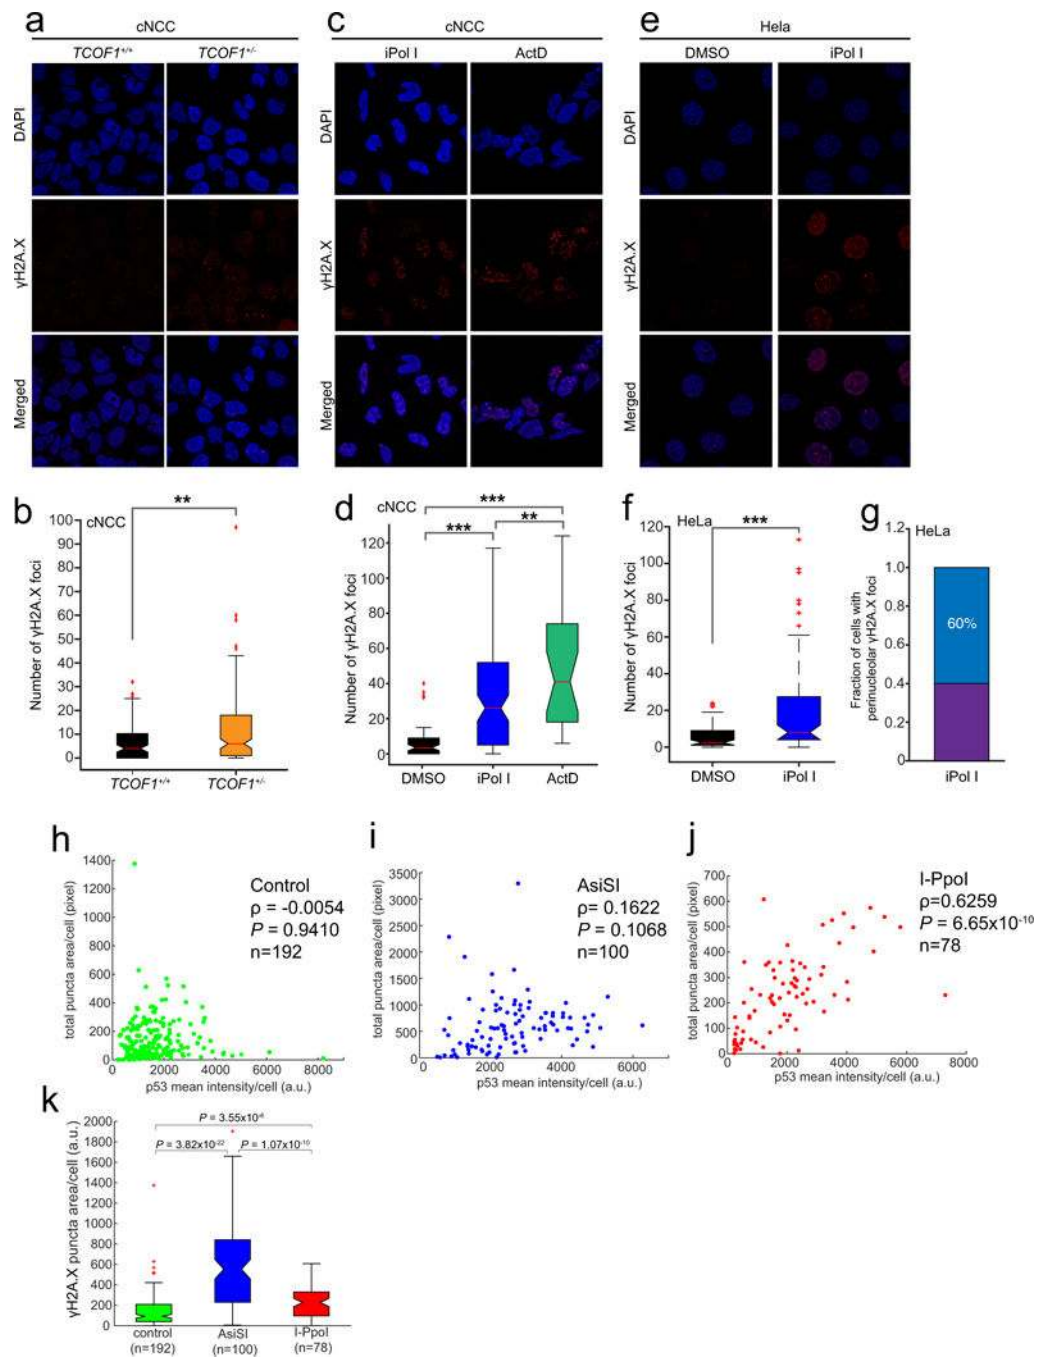 a
cNCC
TCOF1+/+ TCOF1+/-
DAPI
γH2A.X
Merged
c
cNCC
iPol I ActD
DAPI
γH2A.X
Merged
e
Hela
DMSO iPol I
DAPI
γH2A.X
Merged
b
cNCC
**
Number of γH2A.X foci
100
90
80
70
60
50
40
30
20
10
0
TCOF1+/+ TCOF1+/-
d
cNCC
***
*** **
Number of γH2A.X foci
120
100
80
60
40
20
0
DMSO iPol I ActD
f
HeLa
***
Number of γH2A.X foci
120
100
80
60
40
20
0
DMSO iPol I
g
HeLa
Fraction of cells with
perinucleolar γH2A.X foci
1.2
1.0
0.8
0.6
0.4
0.2
0
60%
iPol I
h
total puncta area/cell (pixel)
1400
1200
1000
800
600
400
200
0
Control
ρ = -0.0054
P = 0.9410
n=192
0 2000 4000 6000 8000
p53 mean intensity/cell (a.u.)
i
total puncta area/cell (pixel)
3500
3000
2500
2000
1500
1000
500
0
AsiSI
ρ= 0.1622
P = 0.1068
n=100
0 2000 4000 6000
p53 mean intensity/cell (a.u.)
j
total puncta area/cell (pixel)
700
600
500
400
300
200
100
0
I-PpoI
ρ=0.6259
P = 6.65x10-10
n=78
0 2000 4000 6000 8000
p53 mean intensity/cell (a.u.)
k
γH2A.X puncta area/cell (a.u.)
2000
1800
1600
1400
1200
1000
800
600
400
200
0
P = 3.82x10-22 P = 1.07x10-10
control AsiSI I-PpoI
(n=192) (n=100) (n=78)